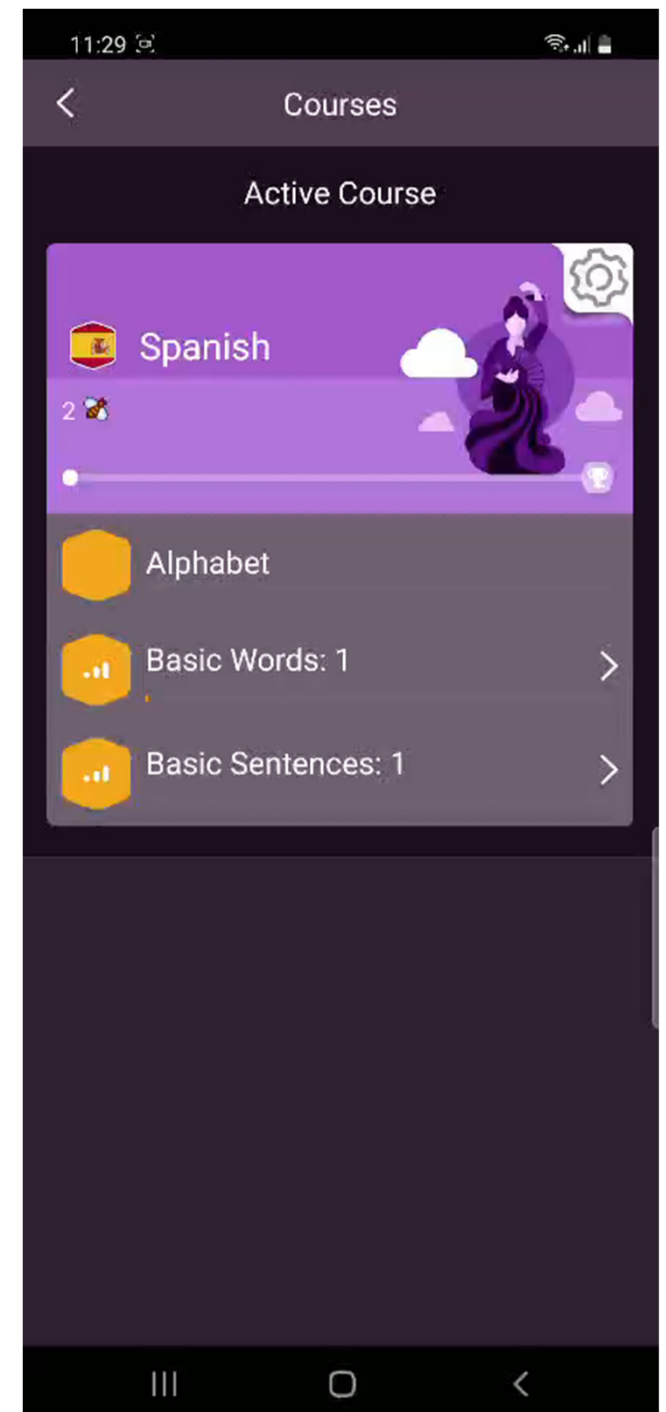 11:29
Courses
Active Course
Spanish
2
Alphabet
Basic Words: 1
Basic Sentences: 1